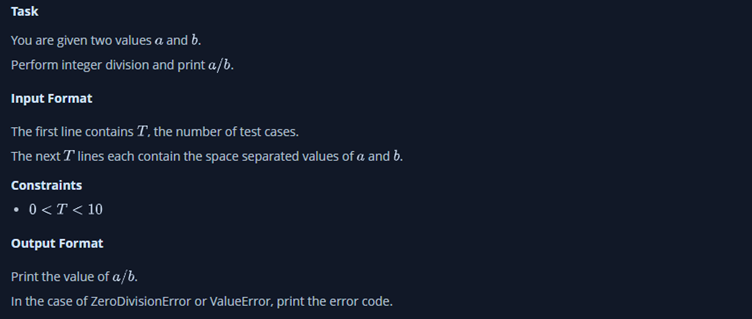 Task
You are given two values a and b.
Perform integer division and print a/b.
Input Format
The first line contains T, the number of test cases.
The next T lines each contain the space separated values of a and b.
Constraints
• 0 < T < 10
Output Format
Print the value of a/b.
In the case of ZeroDivisionError or ValueError, print the error code.